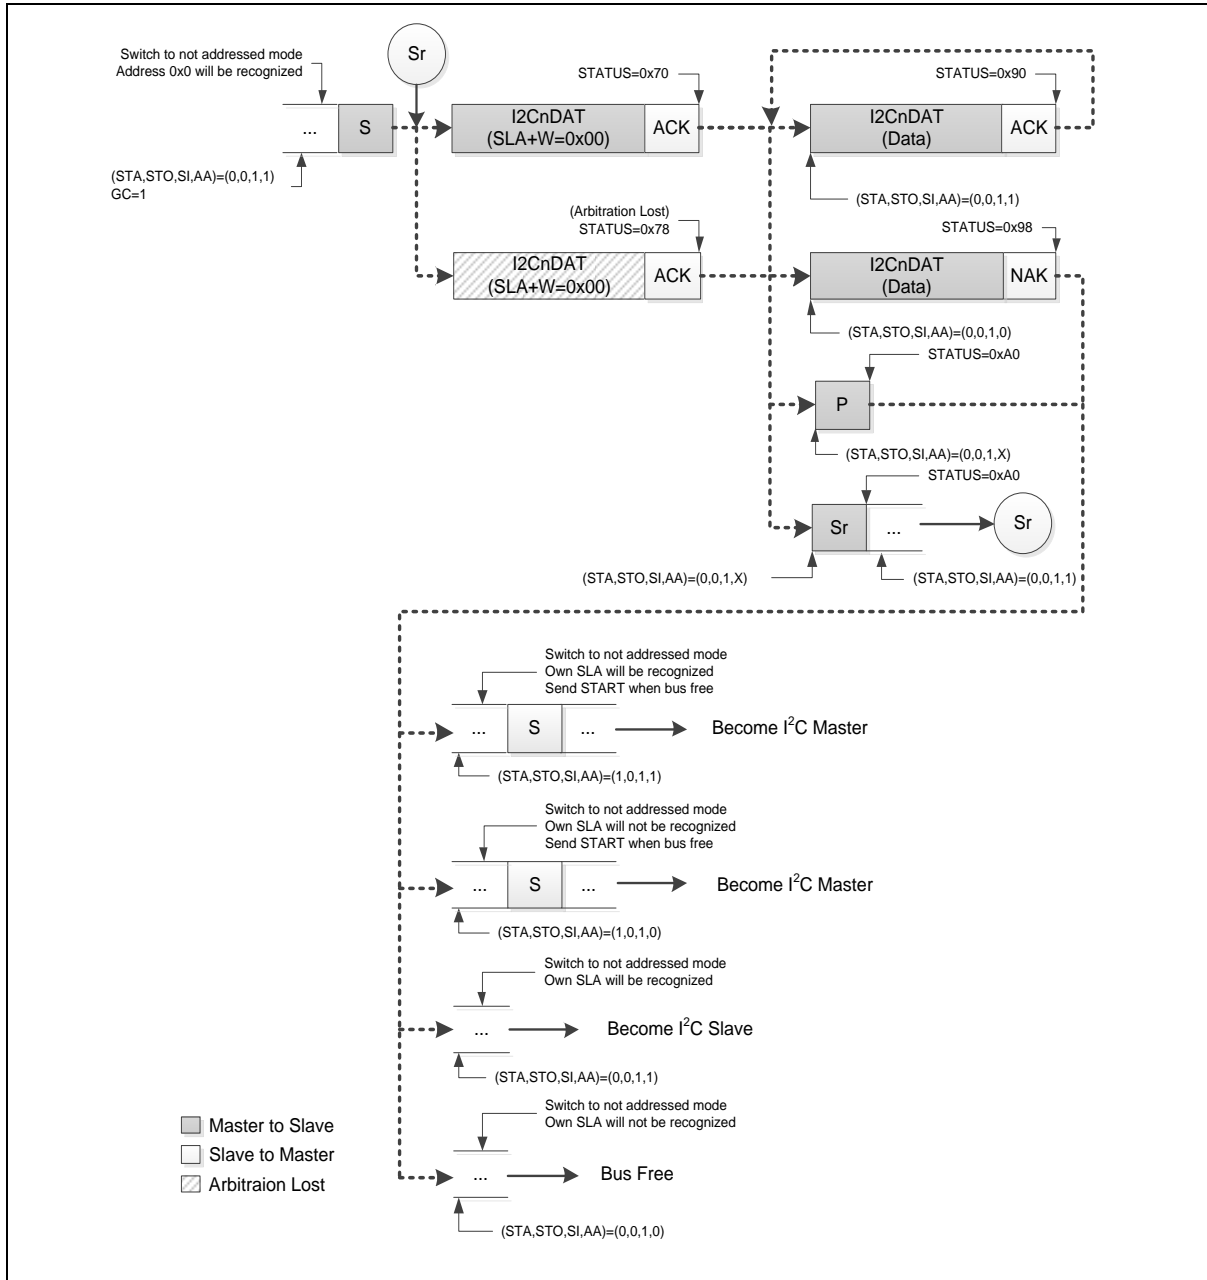 Switch to not addressed mode
Address 0x0 will be recognized
Sr
STATUS=0x70
STATUS=0x90
...
S
I2CnDAT
(SLA+W=0x00)
ACK
I2CnDAT
(Data)
ACK
(STA,STO,SI,AA)=(0,0,1,1)
GC=1
(STA,STO,SI,AA)=(0,0,1,1)
(Arbitration Lost)
STATUS=0x78
STATUS=0x98
I2CnDAT
(SLA+W=0x00)
ACK
I2CnDAT
(Data)
NAK
(STA,STO,SI,AA)=(0,0,1,0)
STATUS=0xA0
P
(STA,STO,SI,AA)=(0,0,1,X)
STATUS=0xA0
Sr
...
Sr
(STA,STO,SI,AA)=(0,0,1,X)
(STA,STO,SI,AA)=(0,0,1,1)
Switch to not addressed mode
Own SLA will be recognized
Send START when bus free
...
S
...
Become I²C Master
(STA,STO,SI,AA)=(1,0,1,1)
Switch to not addressed mode
Own SLA will not be recognized
Send START when bus free
...
S
...
Become I²C Master
(STA,STO,SI,AA)=(1,0,1,0)
Switch to not addressed mode
Own SLA will be recognized
...
Become I²C Slave
(STA,STO,SI,AA)=(0,0,1,1)
Switch to not addressed mode
Own SLA will not be recognized
...
Bus Free
(STA,STO,SI,AA)=(0,0,1,0)
Master to Slave
Slave to Master
Arbitraion Lost